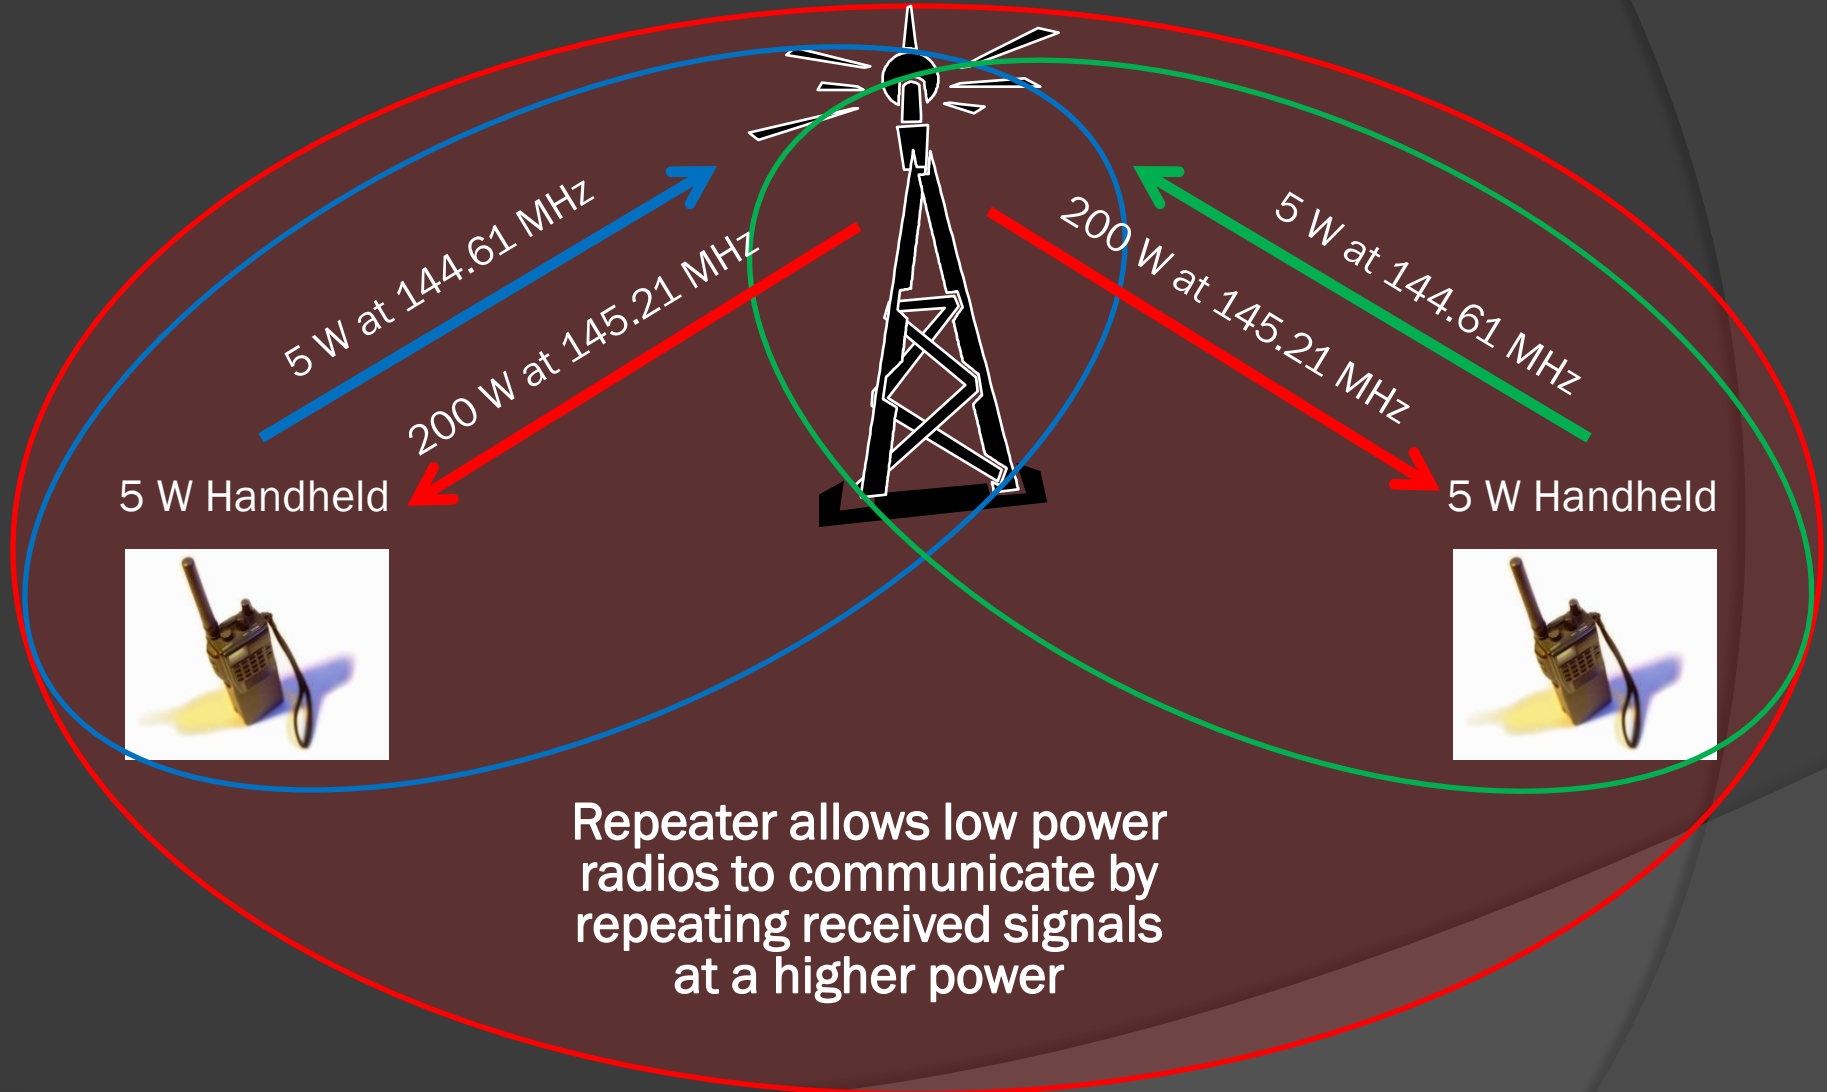 5 W at 144.61 MHz
200 W at 145.21 MHz
200 W at 145.21 MHz
5 W at 144.61 MHz
5 W Handheld
5 W Handheld
Repeater allows low power
radios to communicate by
repeating received signals
at a higher power